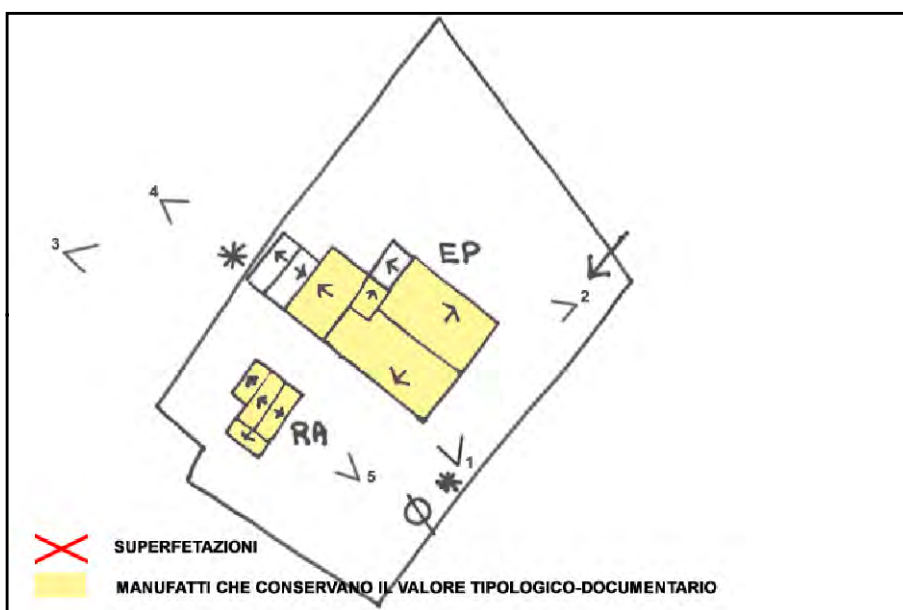 4
3
EP
2
RA
1
5
SUPERFETAZIONI
MANUFATTI CHE CONSERVANO IL VALORE TIPOLOGICO-DOCUMENTARIO